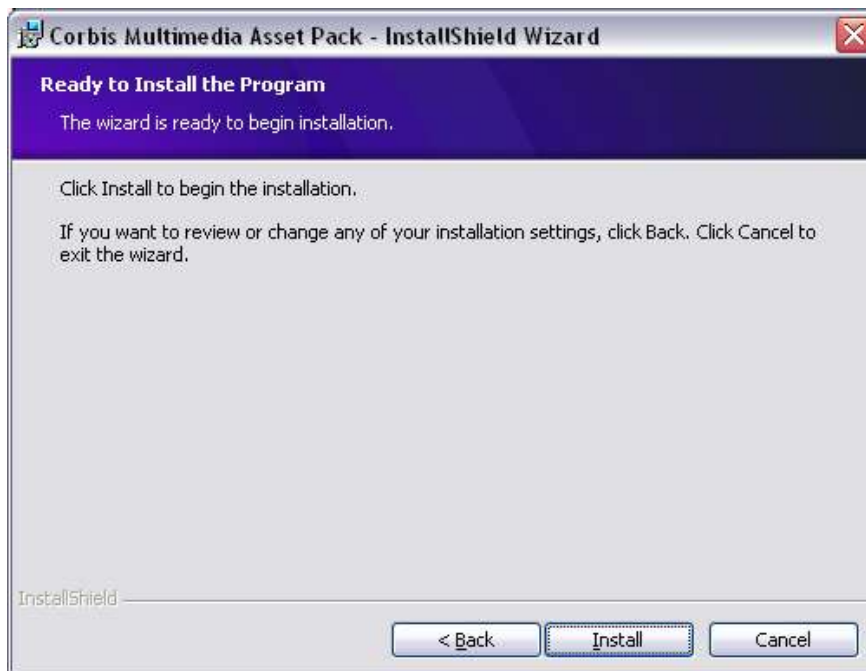 Corbis Multimedia Asset Pack - InstallShield Wizard
Ready to Install the Program
The wizard is ready to begin installation.
Click Install to begin the installation.
If you want to review or change any of your installation settings, click Back. Click Cancel to
exit the wizard.
InstallShield
< Back Install Cancel